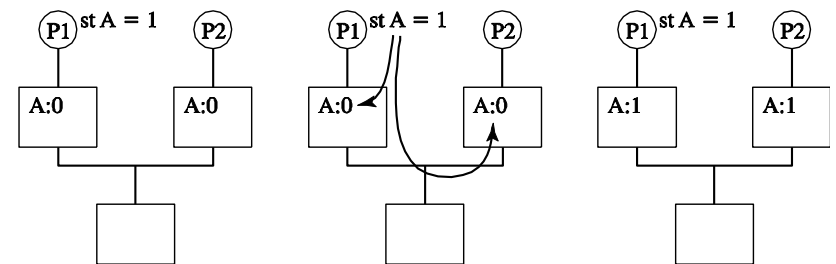 P1 st A = 1 P2
A:0 A:0
P1 st A = 1 P2
A:0 A:0
P1 st A = 1 P2
A:1 A:1